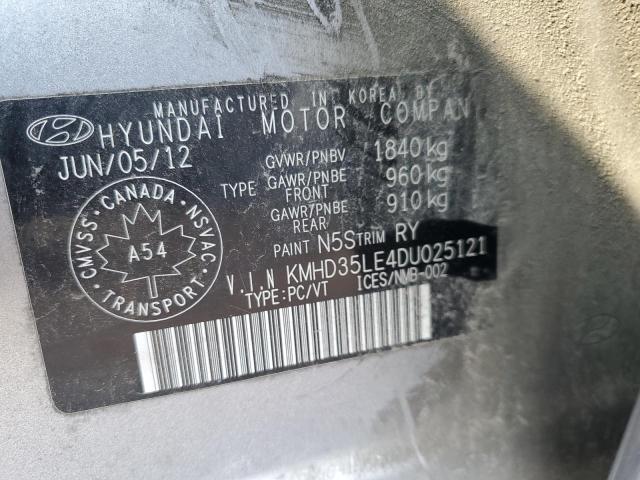 MANUFACTURED IN KOREA BY
HYUNDAI MOTOR COMPAN
JUN/05/12
GVWR/PNBV 1840 kg
TYPE GAWR/PNBE FRONT 960 kg
GAWR/PNBE REAR 910 kg
PAINT N5S TRIM RY
V.I.N KMHD35LE4DU025121
TYPE:PC/VT ICES/NMB-002
CANADA
CMVSS
NSVAC
A54
TRANSPORT